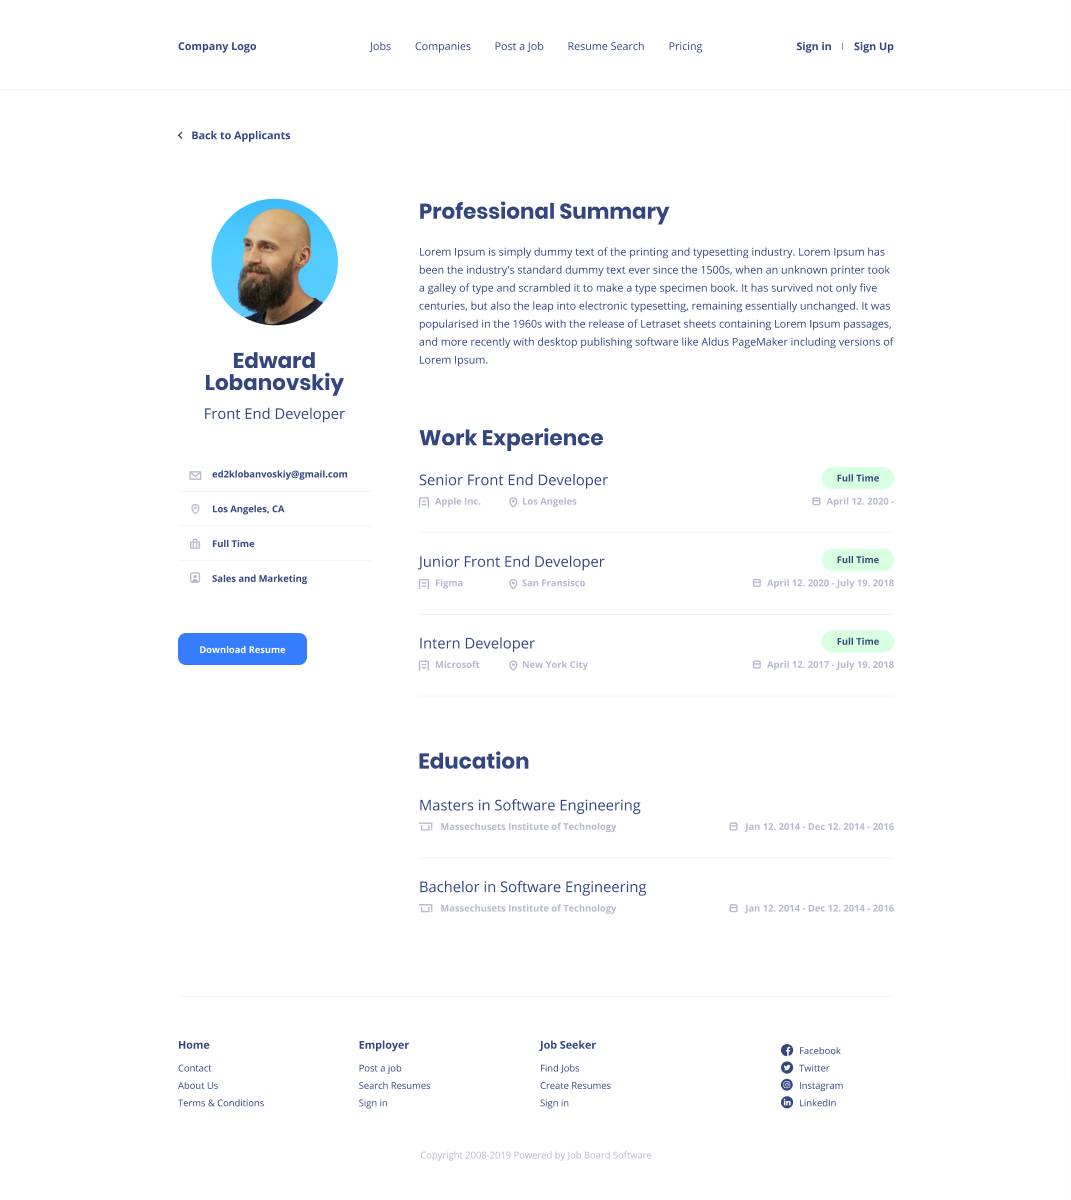 Company Logo
Jobs Companies Post a Job Resume Search Pricing
Sign in | Sign Up
Back to Applicants
Edward
Lobanovskiy
Front End Developer
ed2klobanvoskiy@gmail.com
Los Angeles, CA
Full Time
Sales and Marketing
Download Resume
Professional Summary
Lorem Ipsum is simply dummy text of the printing and typesetting industry. Lorem Ipsum has
been the industry's standard dummy text ever since the 1500s, when an unknown printer took
a galley of type and scrambled it to make a type specimen book. It has survived not only five
centuries, but also the leap into electronic typesetting, remaining essentially unchanged. It was
popularised in the 1960s with the release of Letraset sheets containing Lorem Ipsum passages,
and more recently with desktop publishing software like Aldus PageMaker including versions of
Lorem Ipsum.
Work Experience
Senior Front End Developer Full Time
Apple Inc. Los Angeles April 12. 2020 -
Junior Front End Developer Full Time
Figma San Fransisco April 12. 2020 - July 19. 2018
Intern Developer Full Time
Microsoft New York City April 12. 2017 - July 19. 2018
Education
Masters in Software Engineering
Massechusets Institute of Technology Jan 12. 2014 - Dec 12. 2014 - 2016
Bachelor in Software Engineering
Massechusets Institute of Technology Jan 12. 2014 - Dec 12. 2014 - 2016
Home
Contact
About Us
Terms & Conditions
Employer
Post a job
Search Resumes
Sign in
Job Seeker
Find Jobs
Create Resumes
Sign in
Facebook
Twitter
Instagram
LinkedIn
Copyright 2008-2019 Powered by Job Board Software